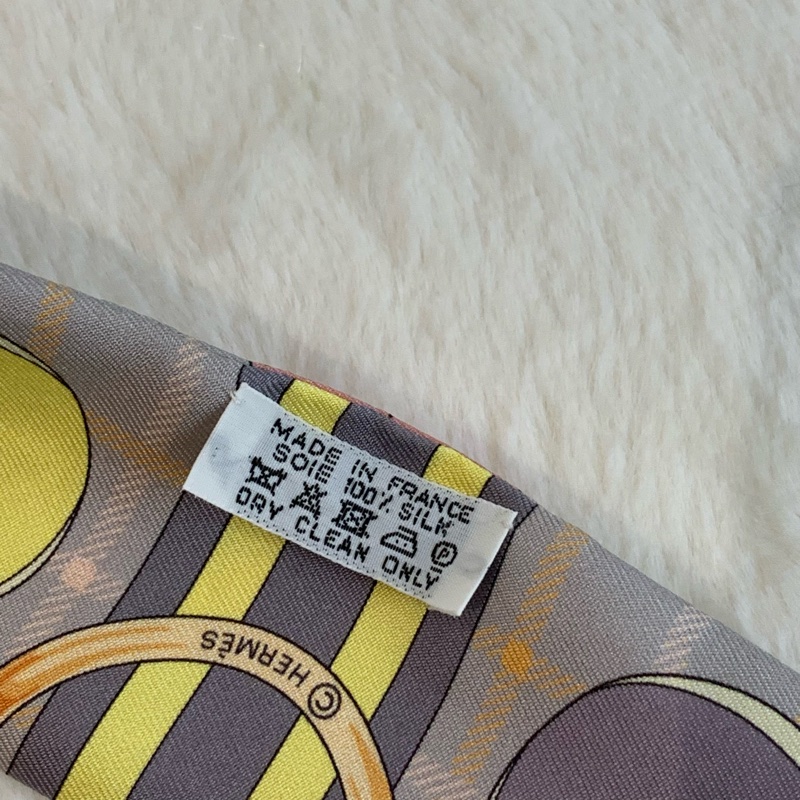 MADE IN FRANCE
SOIE 100% SILK
P
DRY CLEAN ONLY
© HERMÈS